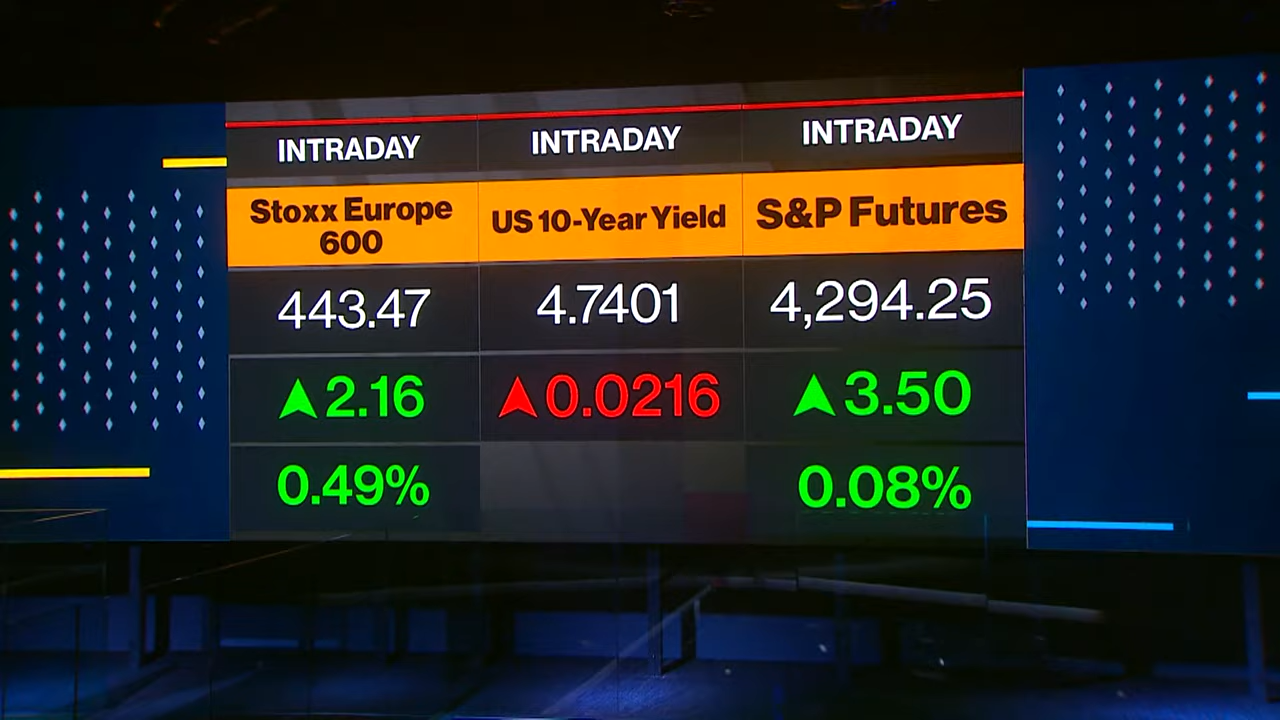 INTRADAY INTRADAY INTRADAY
Stoxx Europe
600
US 10-Year Yield
S&P Futures
443.47 4.7401 4,294.25
▲2.16 ▲0.0216 ▲3.50
0.49% 0.08%